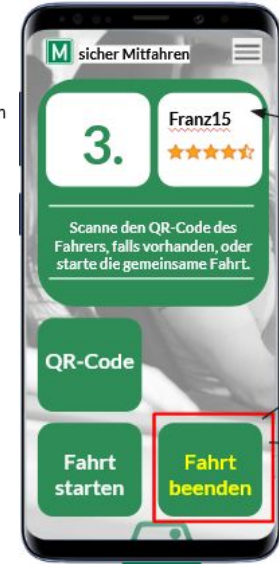 M sicher Mitfahren
3.
Franz15
Scanne den QR-Code des
Fahrers, falls vorhanden, oder
starte die gemeinsame Fahrt.
QR-Code
Fahrt
starten
Fahrt
beenden